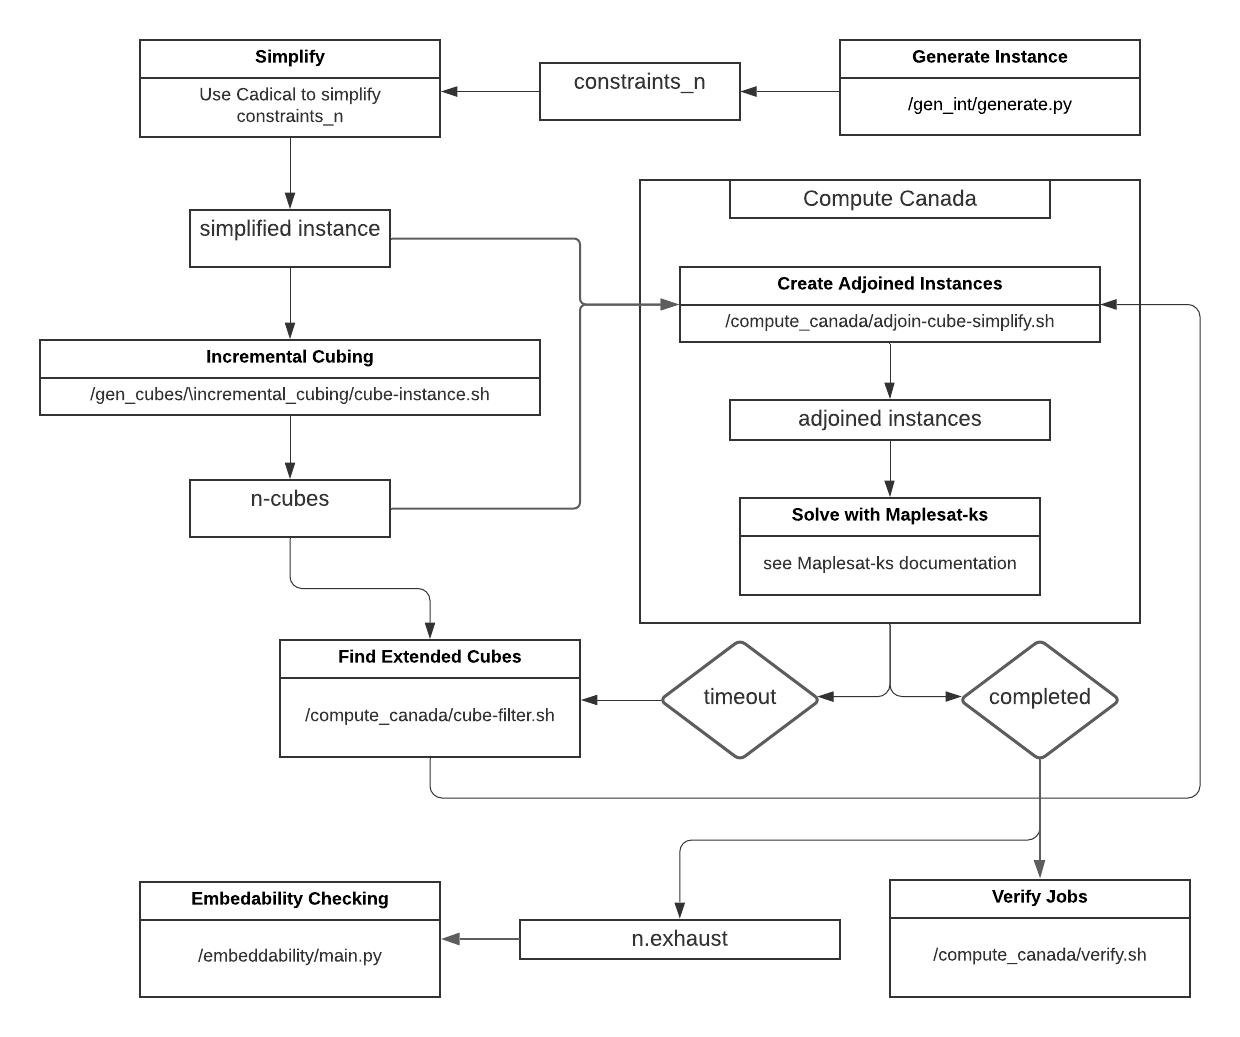 Simplify
Use Cadical to simplify
constraints_n
constraints_n
Generate Instance
/gen_int/generate.py
simplified instance
Compute Canada
Create Adjoined Instances
/compute_canada/adjoin-cube-simplify.sh
Incremental Cubing
/gen_cubes/\incremental_cubing/cube-instance.sh
adjoined instances
n-cubes
Solve with Maplesat-ks
see Maplesat-ks documentation
Find Extended Cubes
/compute_canada/cube-filter.sh
timeout
completed
Embedability Checking
/embeddability/main.py
n.exhaust
Verify Jobs
/compute_canada/verify.sh